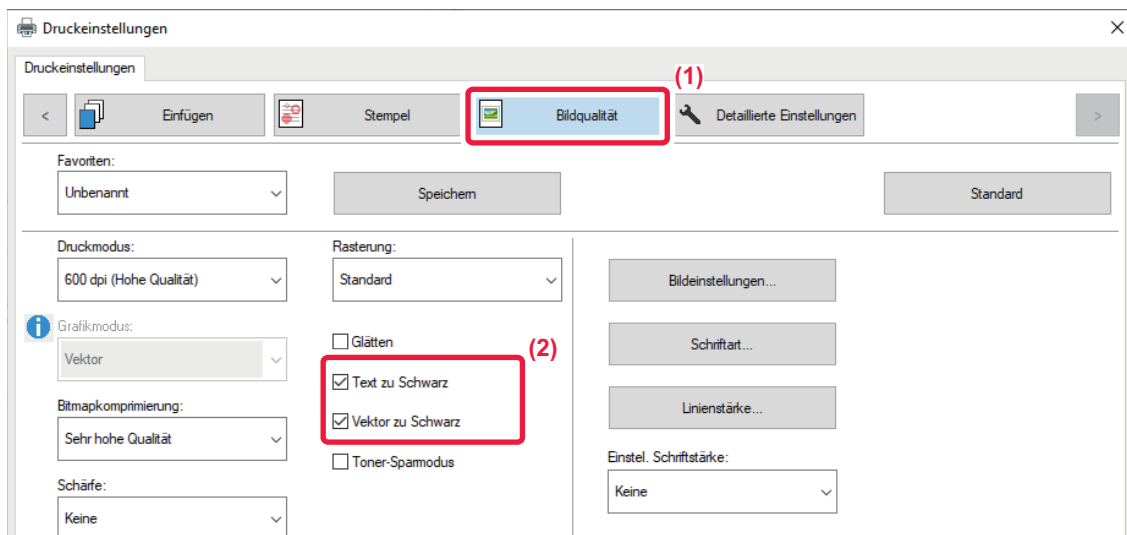 Druckeinstellungen
Druckeinstellungen
(1)
< Einfügen Stempel Bildqualität Detaillierte Einstellungen >
Favoriten:
Unbenannt Speichern Standard
Druckmodus: Rasterung:
600 dpi (Hohe Qualität) Standard Bildeinstellungen...
Grafikmodus:
Vektor
Glätten
(2)
Schriftart...
Text zu Schwarz
Bitmapkomprimierung:
Sehr hohe Qualität
Vektor zu Schwarz
Linienstärke...
Toner-Sparmodus
Einstel. Schriftstärke:
Keine
Schärfe:
Keine